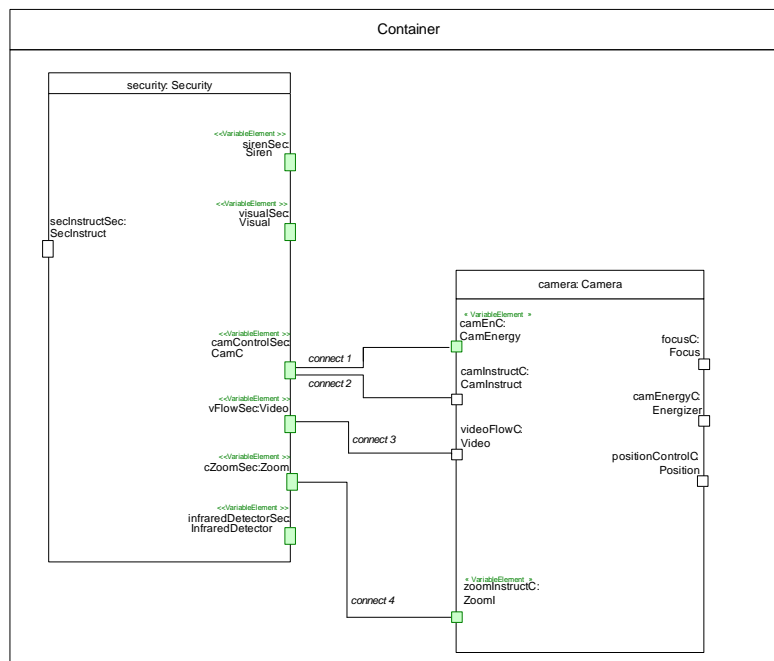 Container
security: Security
<<VariableElement >>
sirenSec:
Siren
<<VariableElement >>
visualSec:
Visual
secInstructSec:
SecInstruct
<<VariableElement >>
camControlSec:
CamC
<<VariableElement >>
vFlowSec:Video
<<VariableElement >>
cZoomSec:Zoom
<<VariableElement >>
infraredDetectorSec:
InfraredDetector
connect 1
connect 2
connect 3
connect 4
camera: Camera
« VariableElement »
camEnC:
CamEnergy
camInstructC:
CamInstruct
videoFlowC:
Video
« VariableElement »
zoomInstructC:
ZoomI
focusC:
Focus
camEnergyC:
Energizer
positionControlC:
Position